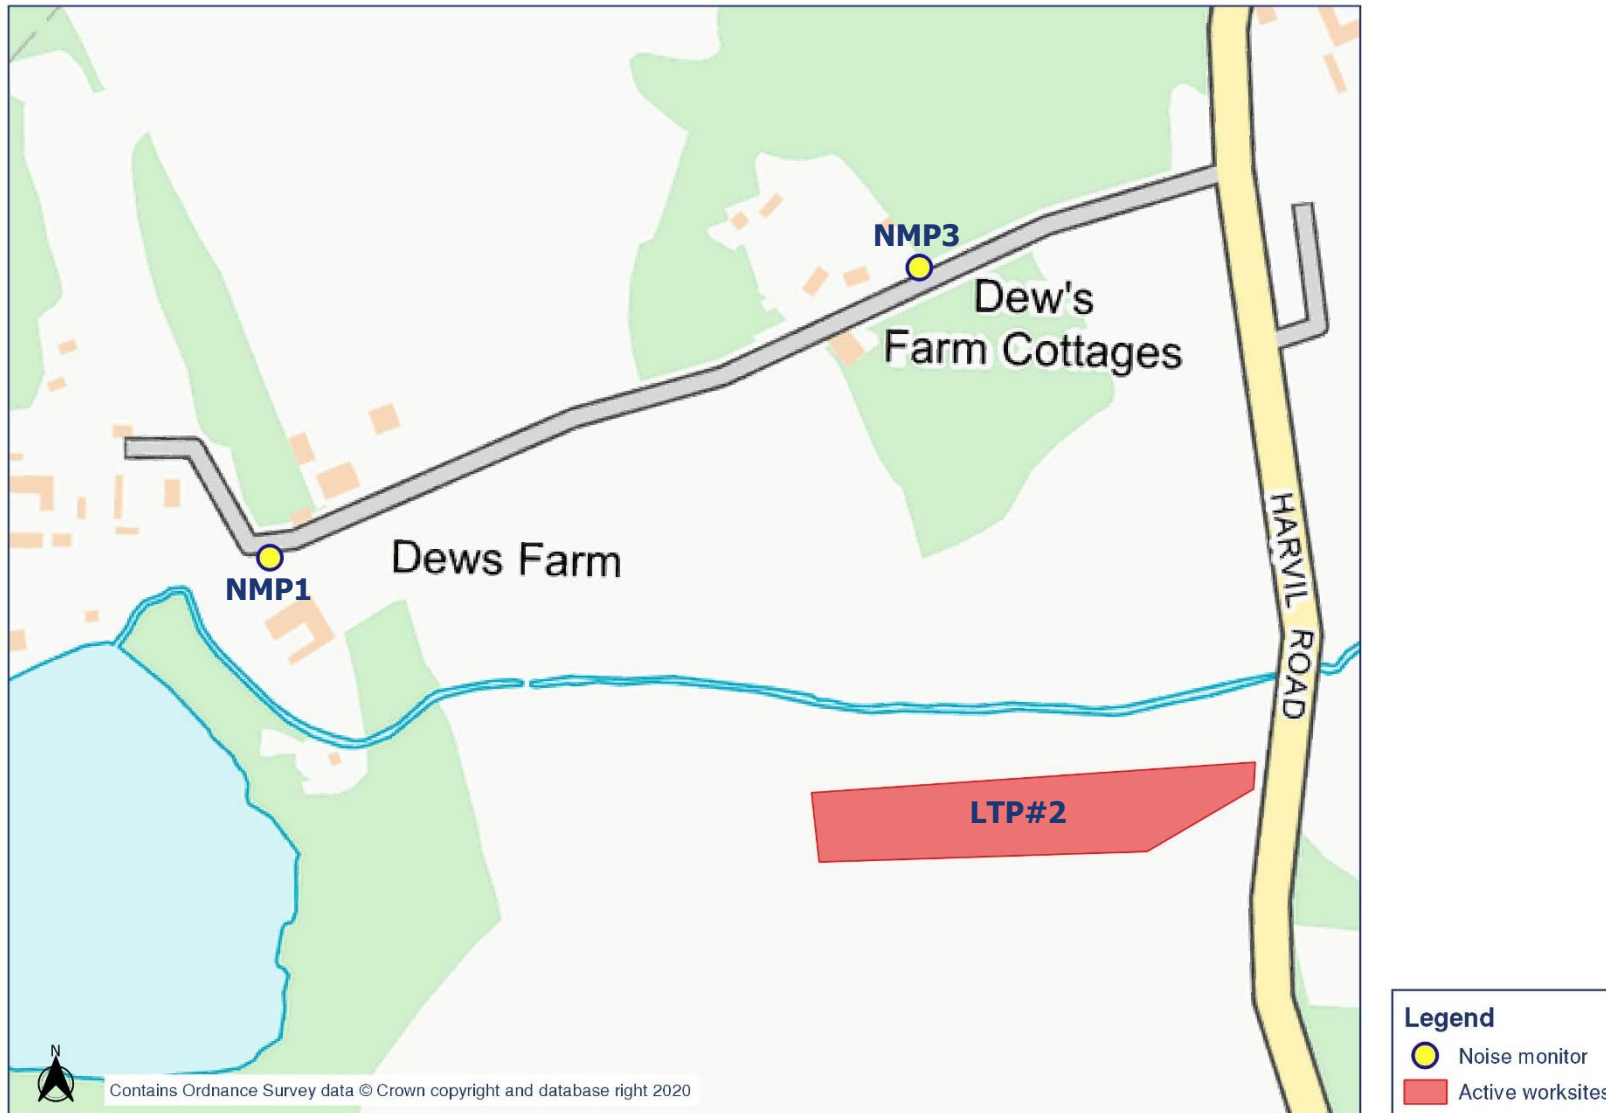 NMP3
Dew's
Farm Cottages
HARVIL ROAD
Dews Farm
NMP1
LTP#2
N
Contains Ordnance Survey data © Crown copyright and database right 2020
Legend
Noise monitor
Active worksites